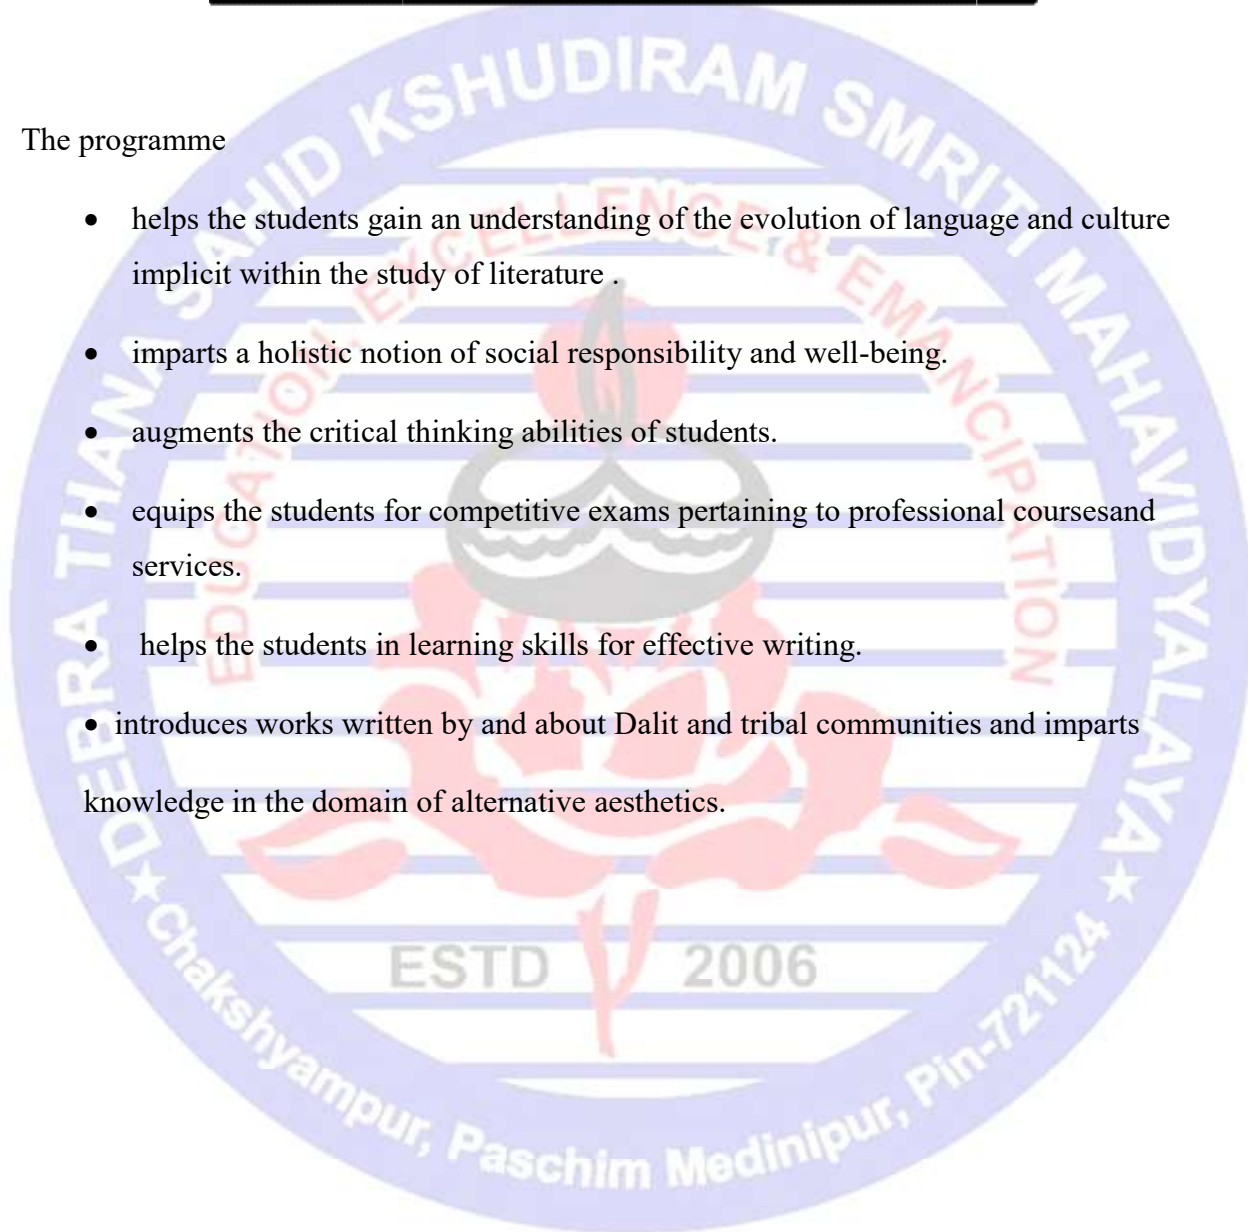 The programme
• helps the students gain an understanding of the evolution of language and culture
implicit within the study of literature .
• imparts a holistic notion of social responsibility and well-being.
• augments the critical thinking abilities of students.
• equips the students for competitive exams pertaining to professional coursesand
services.
• helps the students in learning skills for effective writing.
• introduces works written by and about Dalit and tribal communities and imparts
knowledge in the domain of alternative aesthetics.
DEBRA THANA SAHID KSHUDIRAM SMRITI MAHAVIDYALAYA
EDUCATION, EXCELLENCE & EMANCIPATION
ESTD 2006
★ Chakshyampur, Paschim Medinipur, Pin-721124 ★